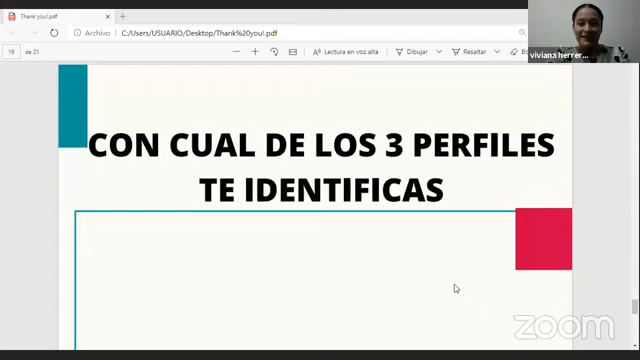 Thank you!.pdf
Archivo
C:/Users/USUARIO/Desktop/Thank%20you!.pdf
19
de 21
Lectura en voz alta
Dibujar
Resaltar
viviana herrer...
CON CUAL DE LOS 3 PERFILES
TE IDENTIFICAS
zoom